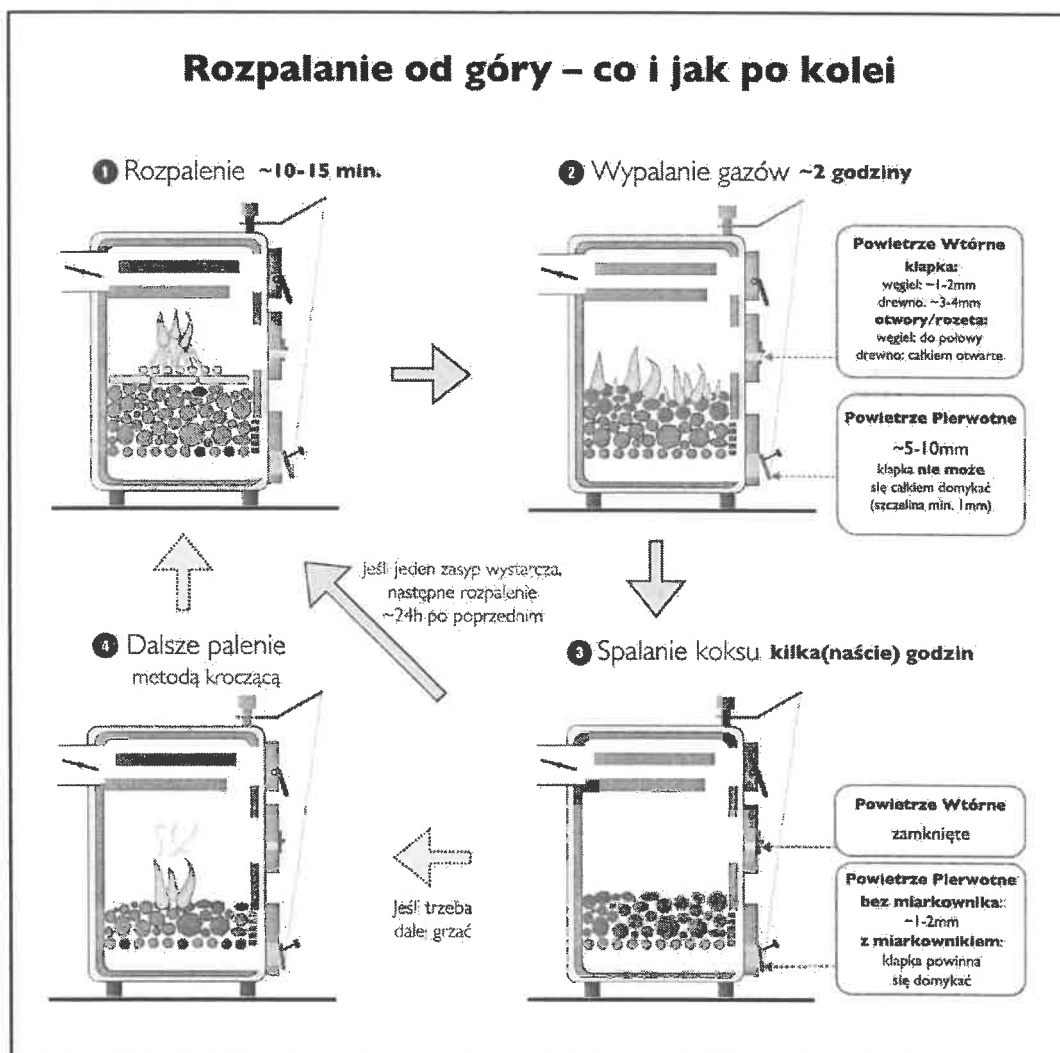 Rozpalanie od góry – co i jak po kolei
1 Rozpalenie ~10-15 min.
2 Wypalanie gazów ~2 godziny
Powietrze Wtórne
klapka:
węgiel: ~1-2mm
drewno: ~3-4mm
otwory/rozeta:
węgiel: do połowy
drewno: całkiem otwarte
Powietrze Pierwotne
~5-10mm
klapka nie może
się całkiem domykać
(szczelina min. 1mm)
Jeśli jeden zasyp wystarcza,
następne rozpalenie
~24h po poprzednim
4 Dalsze palenie
metodą kroczącą
3 Spalanie koksu kilka(naście) godzin
Jeśli trzeba
dalej grzać
Powietrze Wtórne
zamknięte
Powietrze Pierwotne
bez miarkownika:
~1-2mm
z miarkownikiem:
klapka powinna
się domykać